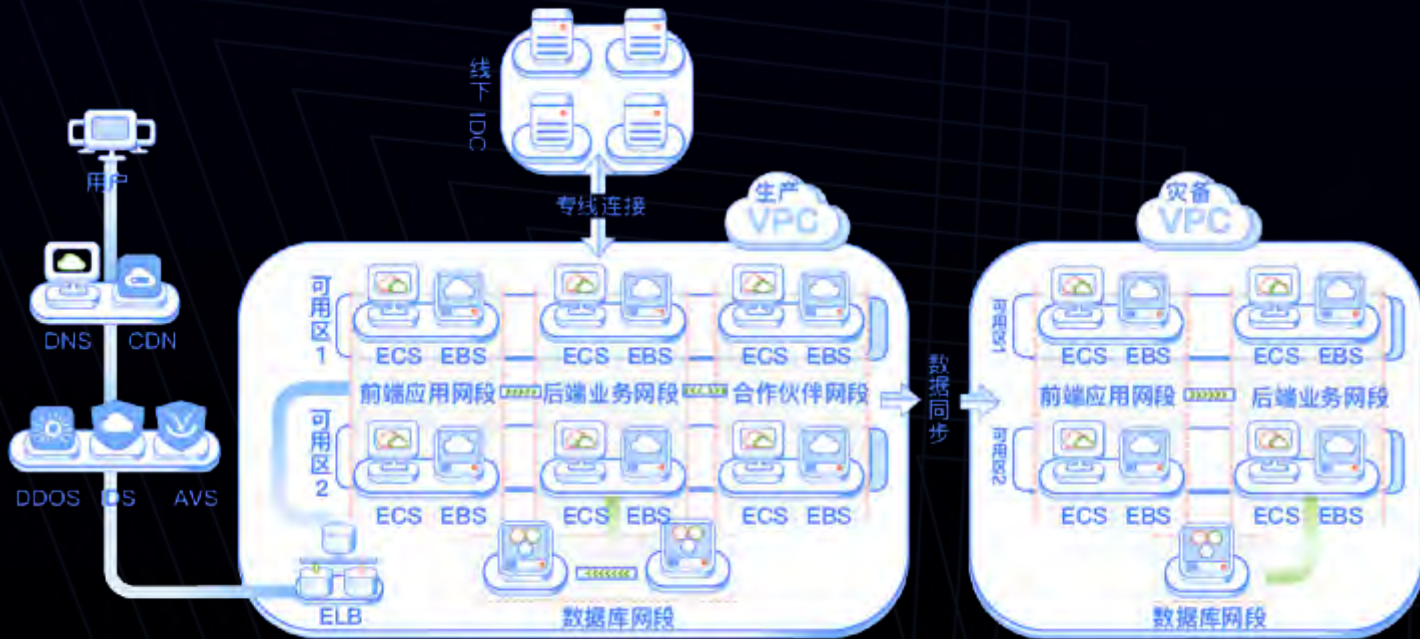 线下 IDC
用户
专线连接
生产
VPC
灾备
VPC
DNS CDN
DDOS IDS AVS
可用区1
ECS EBS ECS EBS ECS EBS
前端应用网段 后端业务网段 合作伙伴网段
可用区2
ECS EBS ECS EBS ECS EBS
ELB
数据库网段
数据同步
可用区1
ECS EBS ECS EBS
前端应用网段 后端业务网段
可用区2
ECS EBS ECS EBS
数据库网段